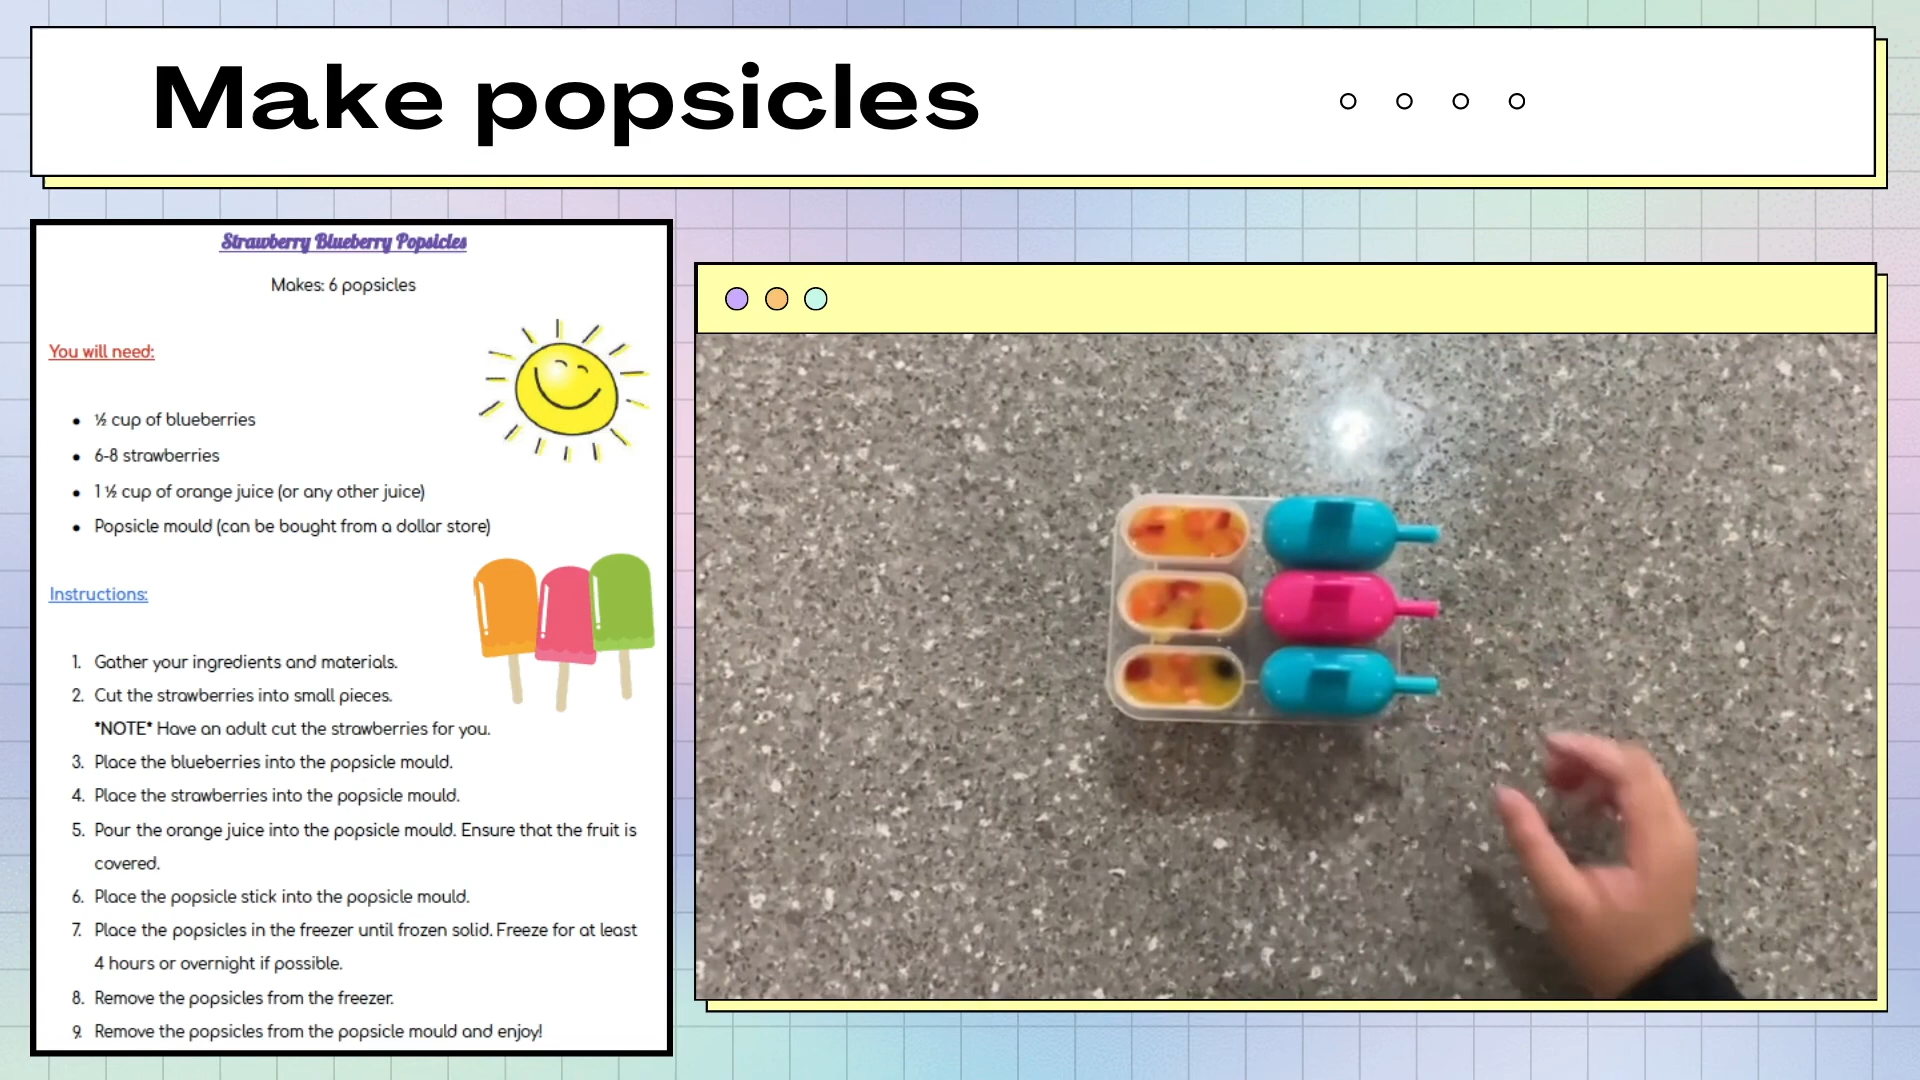 Make popsicles
Strawberry Blueberry Popsicles
Makes: 6 popsicles
You will need:
• ½ cup of blueberries
• 6-8 strawberries
• 1 ½ cup of orange juice (or any other juice)
• Popsicle mould (can be bought from a dollar store)
Instructions:
1. Gather your ingredients and materials.
2. Cut the strawberries into small pieces.
*NOTE* Have an adult cut the strawberries for you.
3. Place the blueberries into the popsicle mould.
4. Place the strawberries into the popsicle mould.
5. Pour the orange juice into the popsicle mould. Ensure that the fruit is
covered.
6. Place the popsicle stick into the popsicle mould.
7. Place the popsicles in the freezer until frozen solid. Freeze for at least
4 hours or overnight if possible.
8. Remove the popsicles from the freezer.
9. Remove the popsicles from the popsicle mould and enjoy!